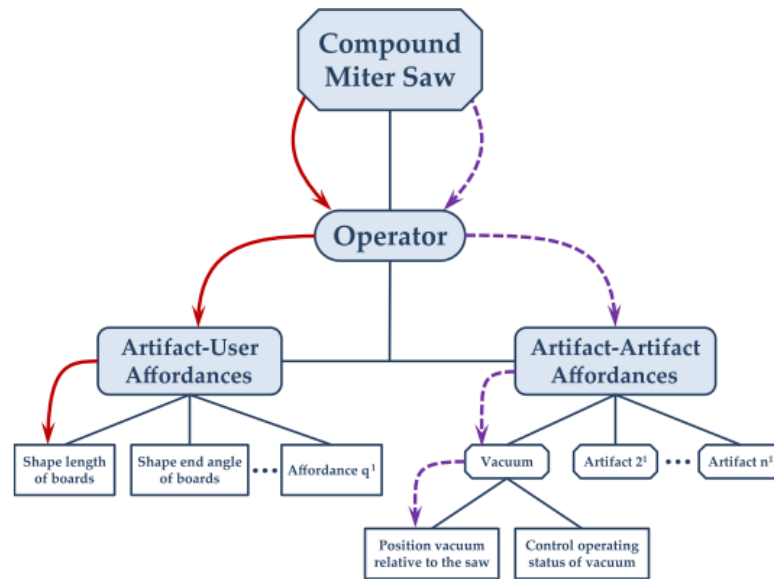 Compound
Miter Saw
Operator
Artifact-User
Affordances
Artifact-Artifact
Affordances
Shape length
of boards
Shape end angle
of boards
•••
Affordance q¹
Vacuum
Artifact 2¹
•••
Artifact n¹
Position vacuum
relative to the saw
Control operating
status of vacuum